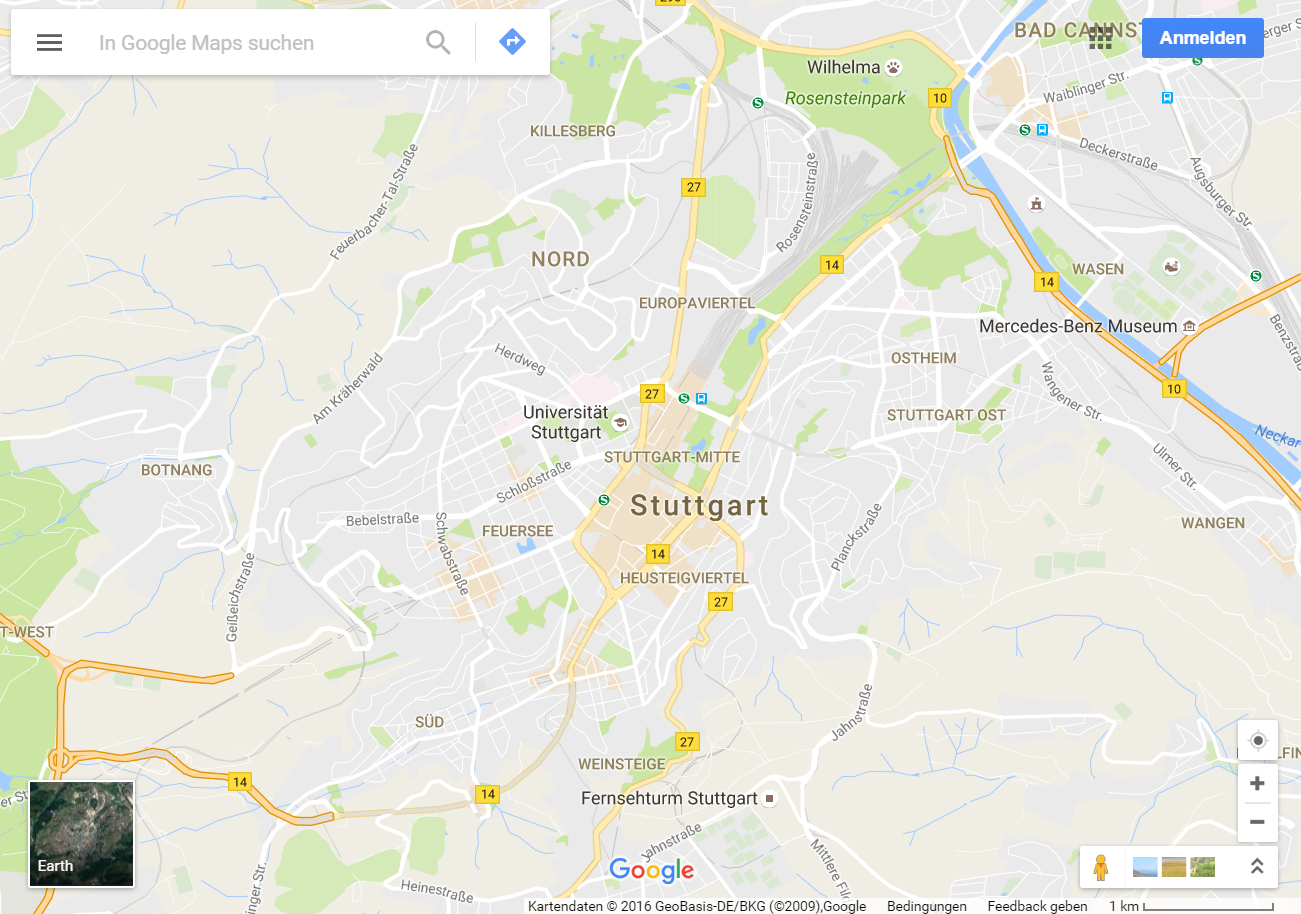 In Google Maps suchen
BAD CANNST
Anmelden
Wilhelma
Rosensteinpark
10
Waiblinger Str.
KILLESBERG
Deckerstraße
Feuerbacher-Tal-Straße
27
Rosensteinstraße
Augsburger Str.
NORD
14
WASEN
14
EUROPAVIERTEL
Mercedes-Benz Museum
Benzstraße
Herdweg
OSTHEIM
Am Kräherwald
Wangener Str.
27
10
Universität
Stuttgart
STUTTGART OST
Neckar
STUTTGART-MITTE
BOTNANG
Schloßstraße
Ulmer Str.
Stuttgart
Bebelstraße
FEUERSEE
WANGEN
Schwabstraße
Planckstraße
14
HEUSTEIGVIERTEL
Geißeichstraße
27
T-WEST
Jahnstraße
SÜD
27
WEINSTEIGE
14
14
Fernsehturm Stuttgart
Earth
Jahnstraße
Google
Heinestraße
Kartendaten © 2016 GeoBasis-DE/BKG (©2009),Google Bedingungen Feedback geben 1 km